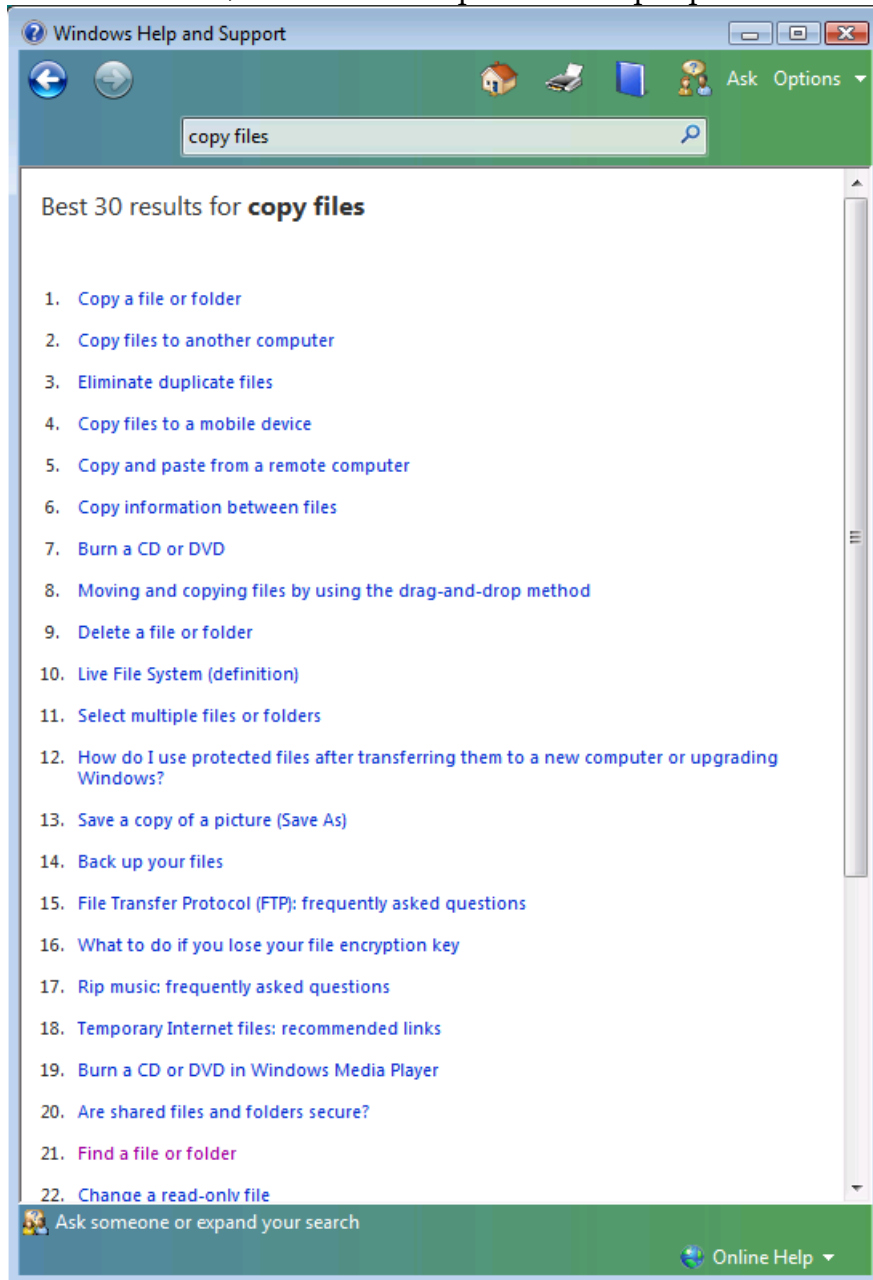 Windows Help and Support
Ask Options
copy files
Best 30 results for copy files
1. Copy a file or folder
2. Copy files to another computer
3. Eliminate duplicate files
4. Copy files to a mobile device
5. Copy and paste from a remote computer
6. Copy information between files
7. Burn a CD or DVD
8. Moving and copying files by using the drag-and-drop method
9. Delete a file or folder
10. Live File System (definition)
11. Select multiple files or folders
12. How do I use protected files after transferring them to a new computer or upgrading
Windows?
13. Save a copy of a picture (Save As)
14. Back up your files
15. File Transfer Protocol (FTP): frequently asked questions
16. What to do if you lose your file encryption key
17. Rip music: frequently asked questions
18. Temporary Internet files: recommended links
19. Burn a CD or DVD in Windows Media Player
20. Are shared files and folders secure?
21. Find a file or folder
22. Change a read-only file
Ask someone or expand your search
Online Help